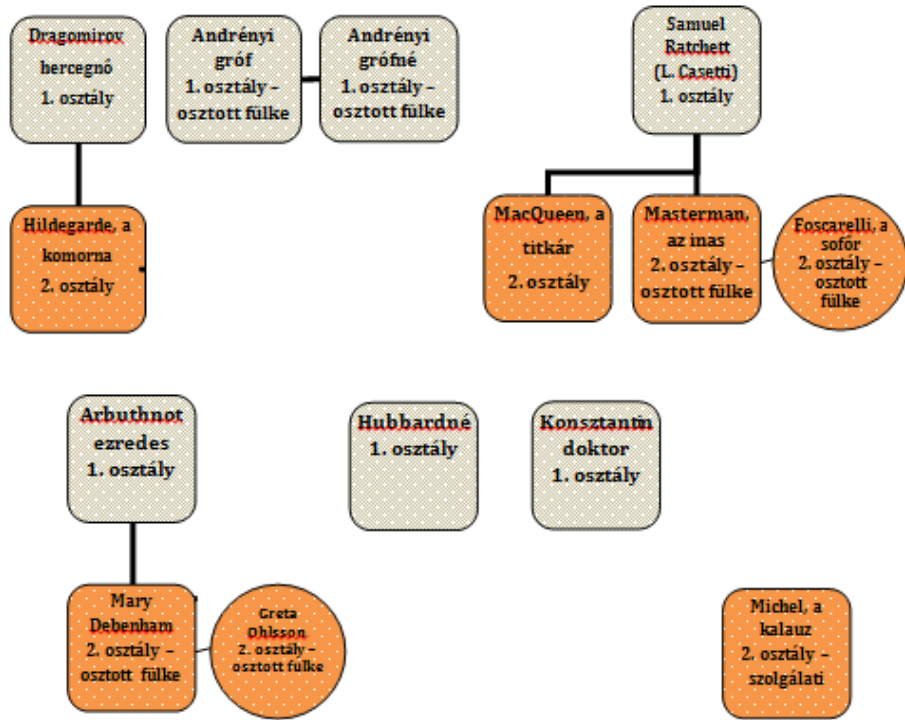 Dragomirov
hercegnő
1. osztály
Andrényi
gróf
1. osztály –
osztott fülke
Andrényi
grófné
1. osztály –
osztott fülke
Samuel
Ratchett
(L. Casetti)
1. osztály
Hildegarde, a
komorna
2. osztály
MacQueen, a
titkár
2. osztály
Masterman,
az inas
2. osztály –
osztott fülke
Foscarelli, a
sofőr
2. osztály –
osztott
fülke
Arbuthnot
ezredes
1. osztály
Hubbardné
1. osztály
Konsztantin
doktor
1. osztály
Mary
Debenham
2. osztály –
osztott fülke
Greta
Ohlsson
2. osztály –
osztott fülke
Michel, a
kalauz
2. osztály –
szolgálati